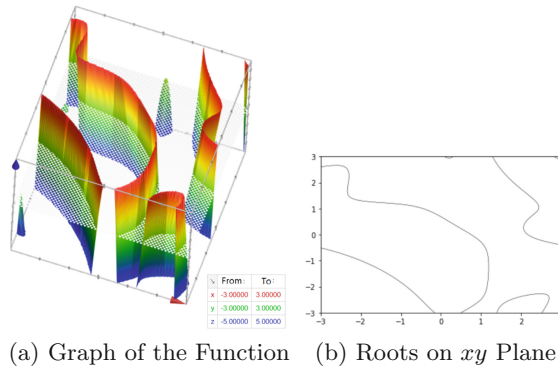 From: To:
x -3.00000 3.00000
y -3.00000 3.00000
z -5.00000 5.00000
3
2
1
0
−1
−2
−3
−3 −2 −1 0 1 2
(a) Graph of the Function (b) Roots on xy Plane